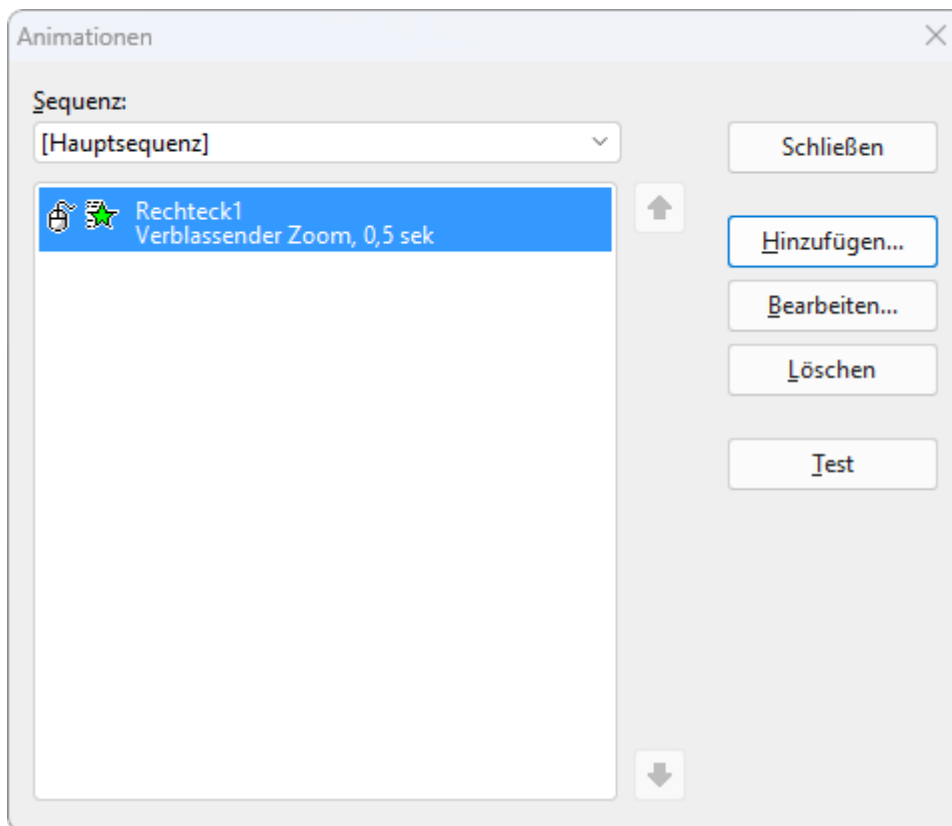 Animationen
Sequenz:
[Hauptsequenz]
Rechteck1
Verblassender Zoom, 0,5 sek
Schließen
Hinzufügen...
Bearbeiten...
Löschen
Test